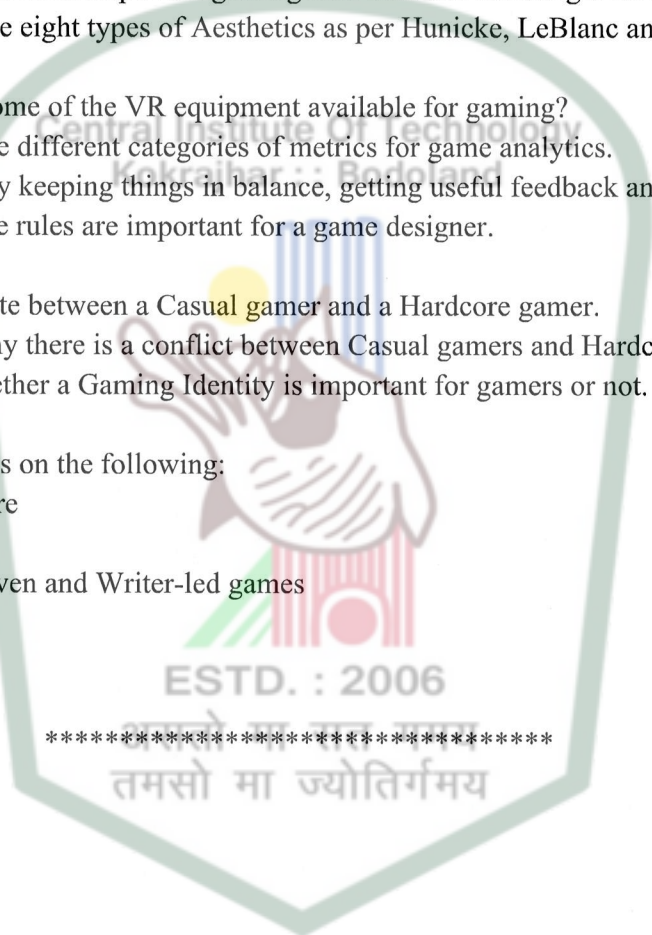 e eight types of Aesthetics as per Hunicke, LeBlanc an
ome of the VR equipment available for gaming?
Central Institute Of Technology
e different categories of metrics for game analytics.
Kokrajhar : : Bodoland
y keeping things in balance, getting useful feedback an
e rules are important for a game designer.
te between a Casual gamer and a Hardcore gamer.
y there is a conflict between Casual gamers and Hardc
ether a Gaming Identity is important for gamers or not.
s on the following:
re
ven and Writer-led games
ESTD. : 2006
**********************************
तमसो मा ज्योतिर्गमय